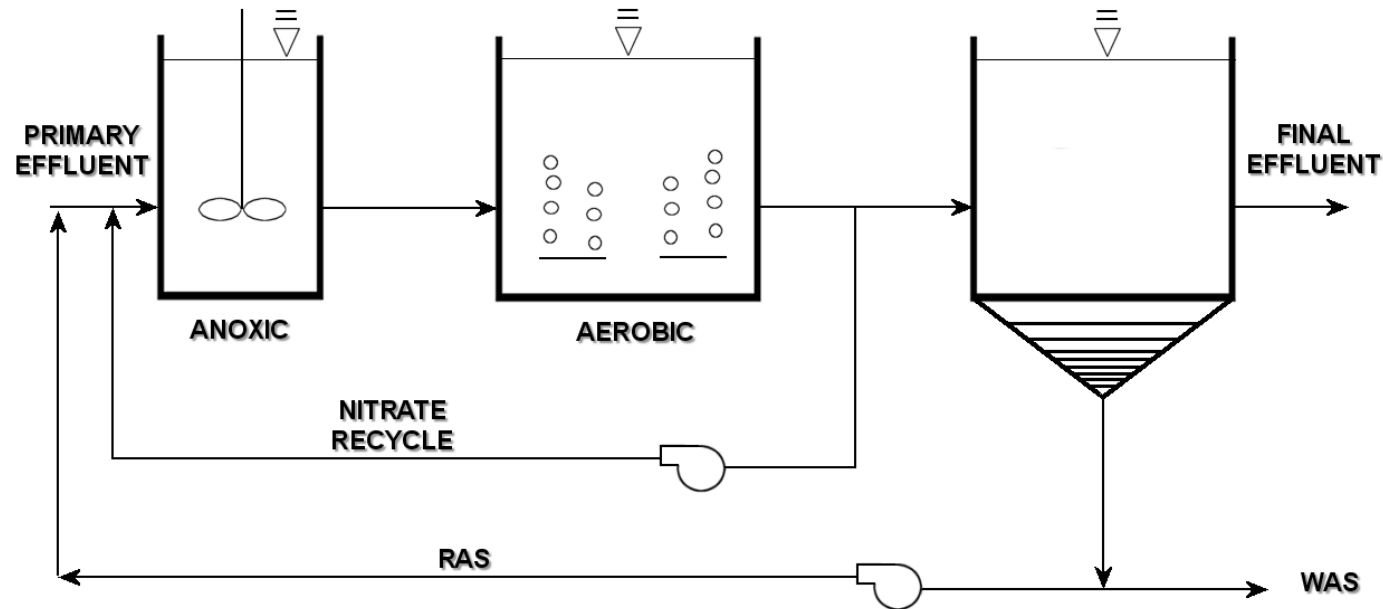 PRIMARY
EFFLUENT
FINAL
EFFLUENT
ANOXIC
AEROBIC
NITRATE
RECYCLE
RAS
WAS